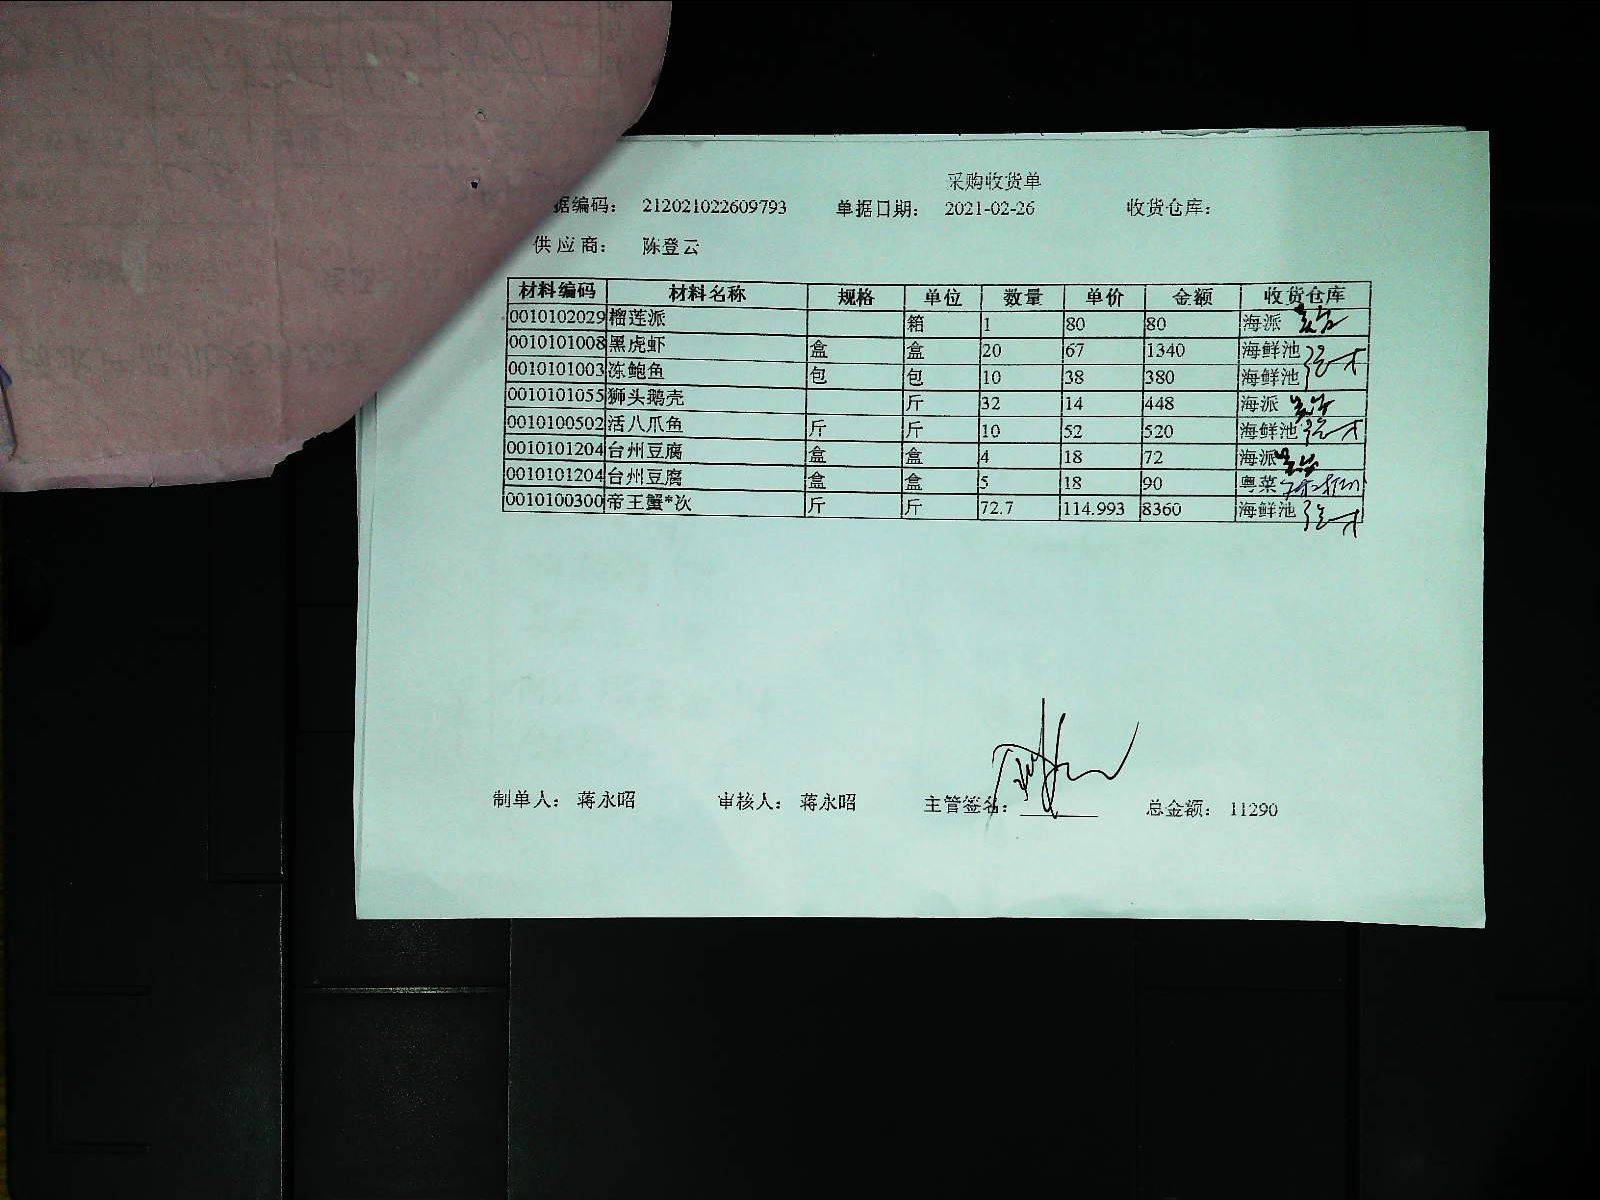 采购收货单
据编码： 212021022609793 单据日期： 2021-02-26 收货仓库：
供应商： 陈登云
材料编码 材料名称 规格 单位 数量 单价 金额 收货仓库
0010102029 榴莲派 箱 1 80 80 海派
0010101008 黑虎虾 盒 盒 20 67 1340 海鲜池
0010101003 冻鲍鱼 包 包 10 38 380 海鲜池
0010101055 狮头鹅壳 斤 32 14 448 海派
0010100502 活八爪鱼 斤 斤 10 52 520 海鲜池
0010101204 台州豆腐 盒 盒 4 18 72 海派
0010101204 台州豆腐 盒 盒 5 18 90 粤菜
0010100300 帝王蟹*次 斤 斤 72.7 114.993 8360 海鲜池
制单人： 蒋永昭 审核人： 蒋永昭 主管签名： 总金额： 11290